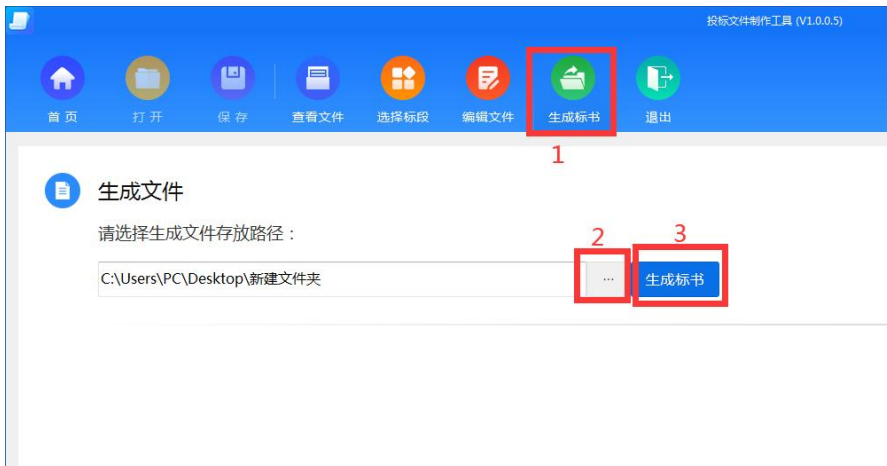 投标文件制作工具 (V1.0.0.5)
首页 打开 保存 查看文件 选择标段 编辑文件 生成标书 退出
1
生成文件
请选择生成文件存放路径：
2 3
C:\Users\PC\Desktop\新建文件夹 ... 生成标书